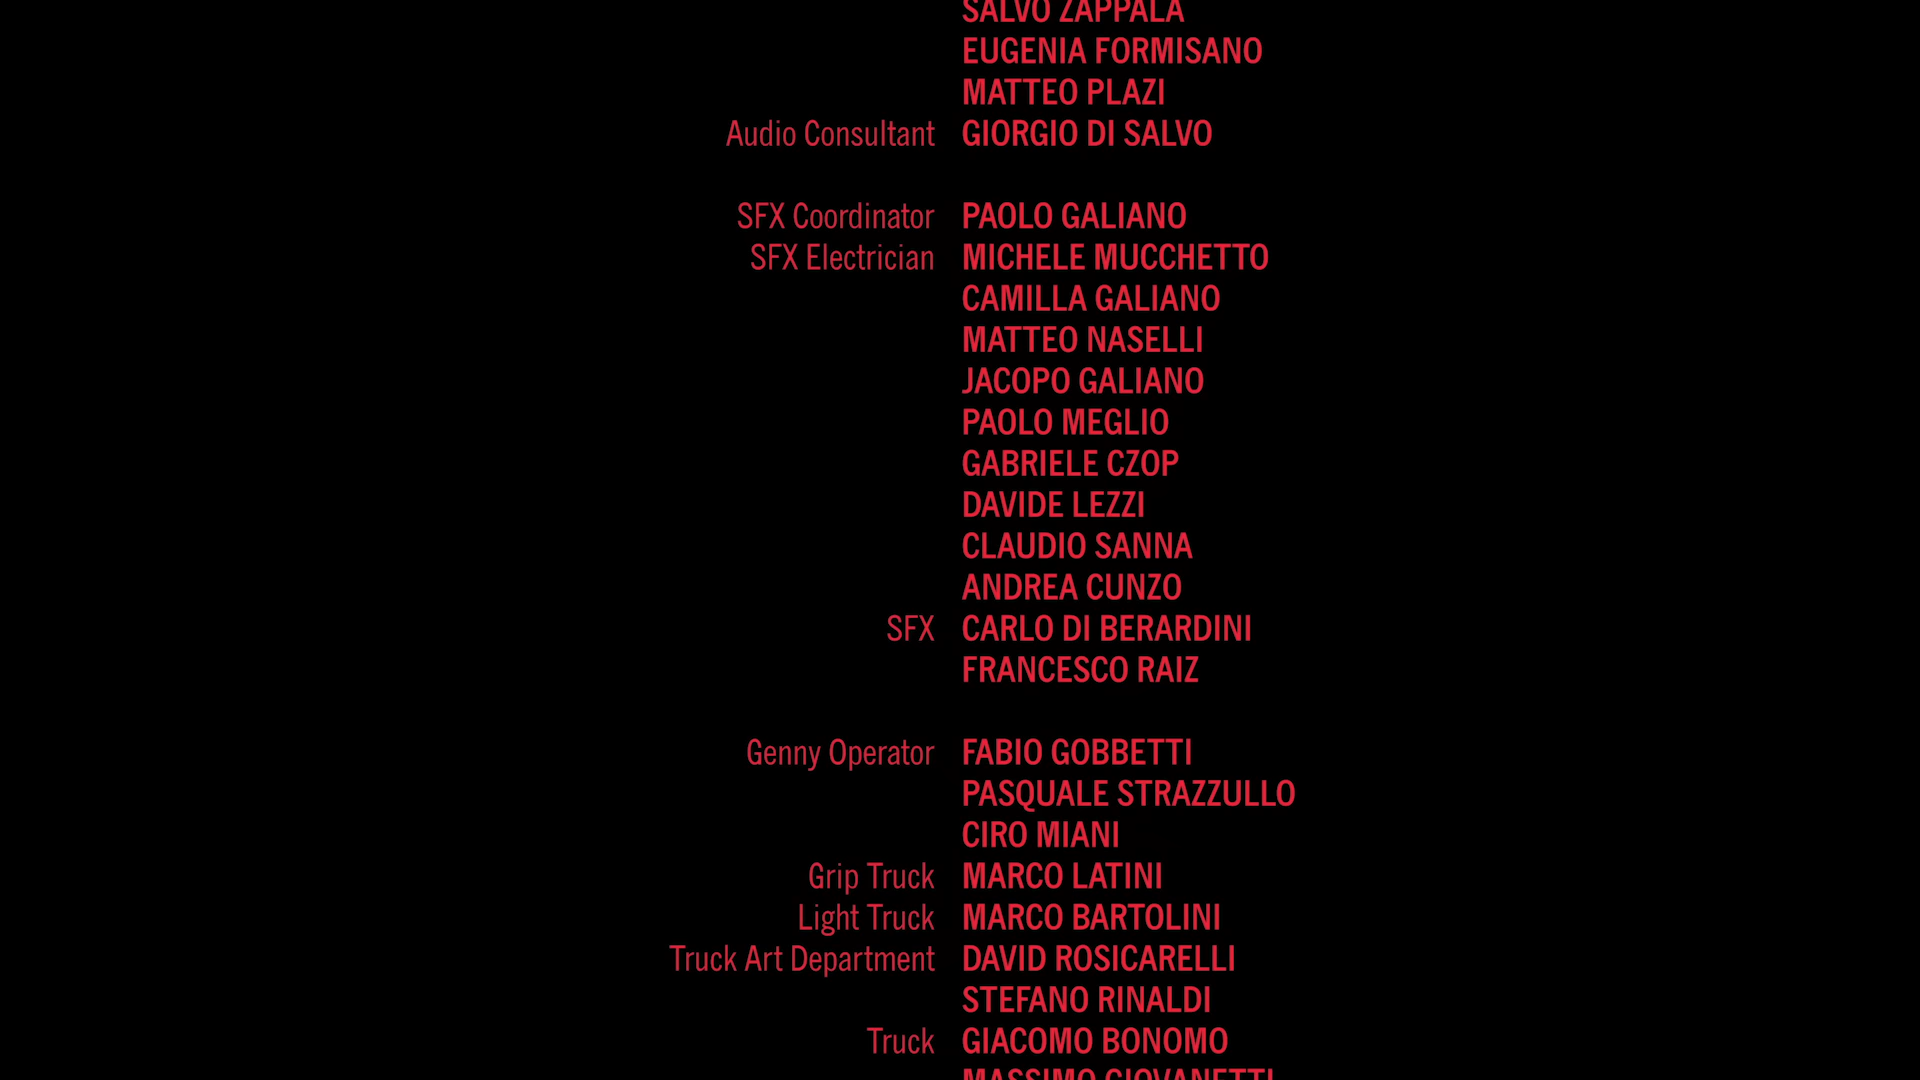 SALVO ZAPPALÀ
EUGENIA FORMISANO
MATTEO PLAZI
Audio Consultant GIORGIO DI SALVO
SFX Coordinator PAOLO GALIANO
SFX Electrician MICHELE MUCCHETTO
CAMILLA GALIANO
MATTEO NASELLI
JACOPO GALIANO
PAOLO MEGLIO
GABRIELE CZOP
DAVIDE LEZZI
CLAUDIO SANNA
ANDREA CUNZO
SFX CARLO DI BERARDINI
FRANCESCO RAIZ
Genny Operator FABIO GOBBETTI
PASQUALE STRAZZULLO
CIRO MIANI
Grip Truck MARCO LATINI
Light Truck MARCO BARTOLINI
Truck Art Department DAVID ROSICARELLI
STEFANO RINALDI
Truck GIACOMO BONOMO
MASSIMO GIOVANETTI